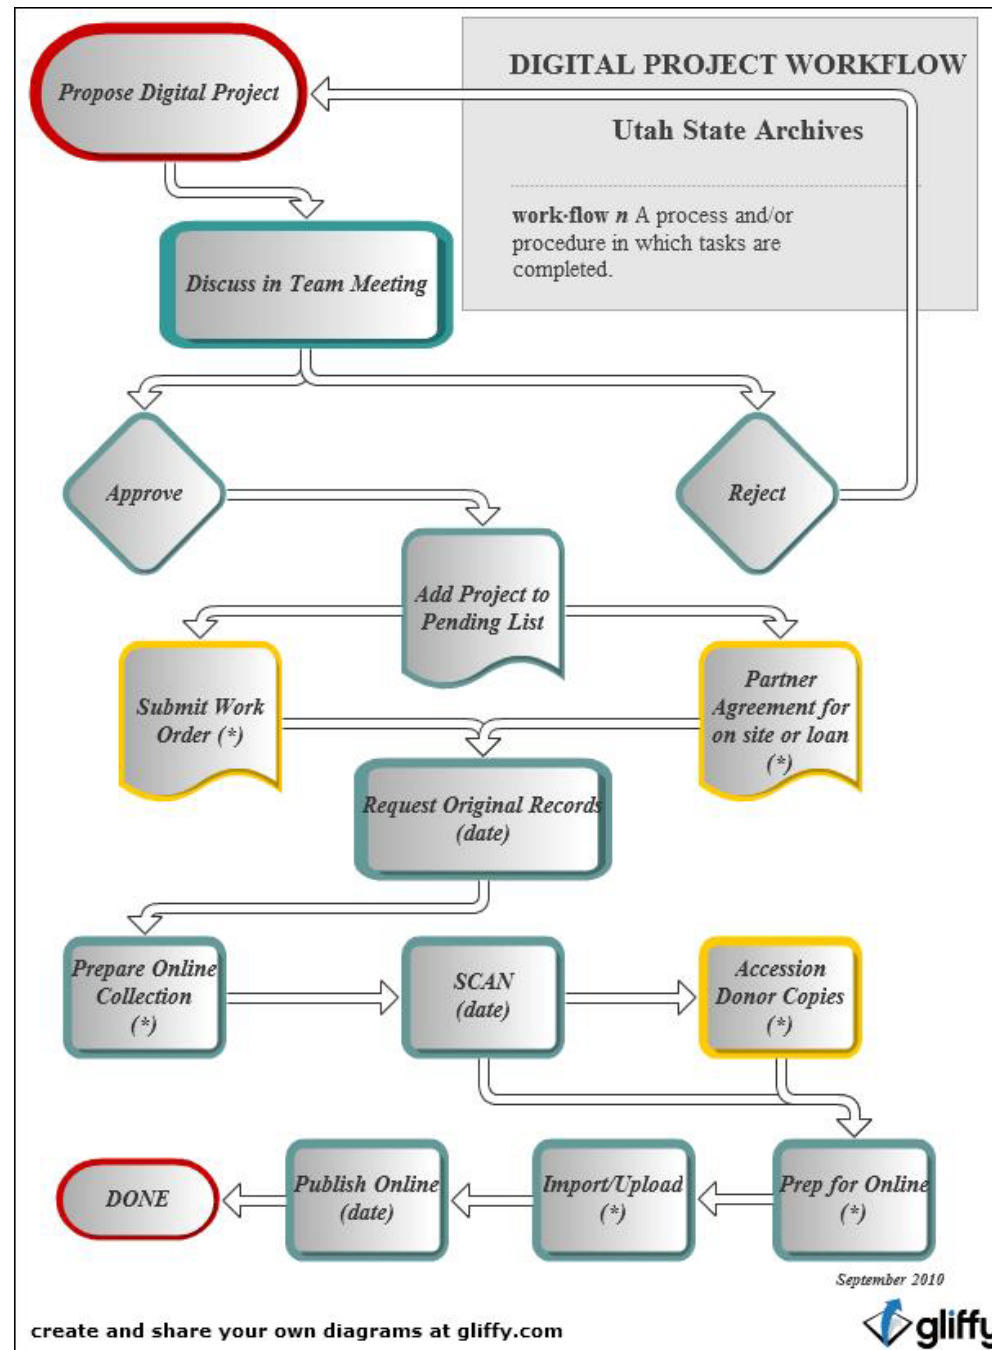 DIGITAL PROJECT WORKFLOW
Propose Digital Project
Utah State Archives
work·flow n A process and/or
procedure in which tasks are
completed.
Discuss in Team Meeting
Approve
Reject
Add Project to
Pending List
Submit Work
Order (*)
Partner
Agreement for
on site or loan
(*)
Request Original Records
(date)
Prepare Online
Collection
(*)
SCAN
(date)
Accession
Donor Copies
(*)
DONE
Publish Online
(date)
Import/Upload
(*)
Prep for Online
(*)
September 2010
create and share your own diagrams at gliffy.com
gliffy